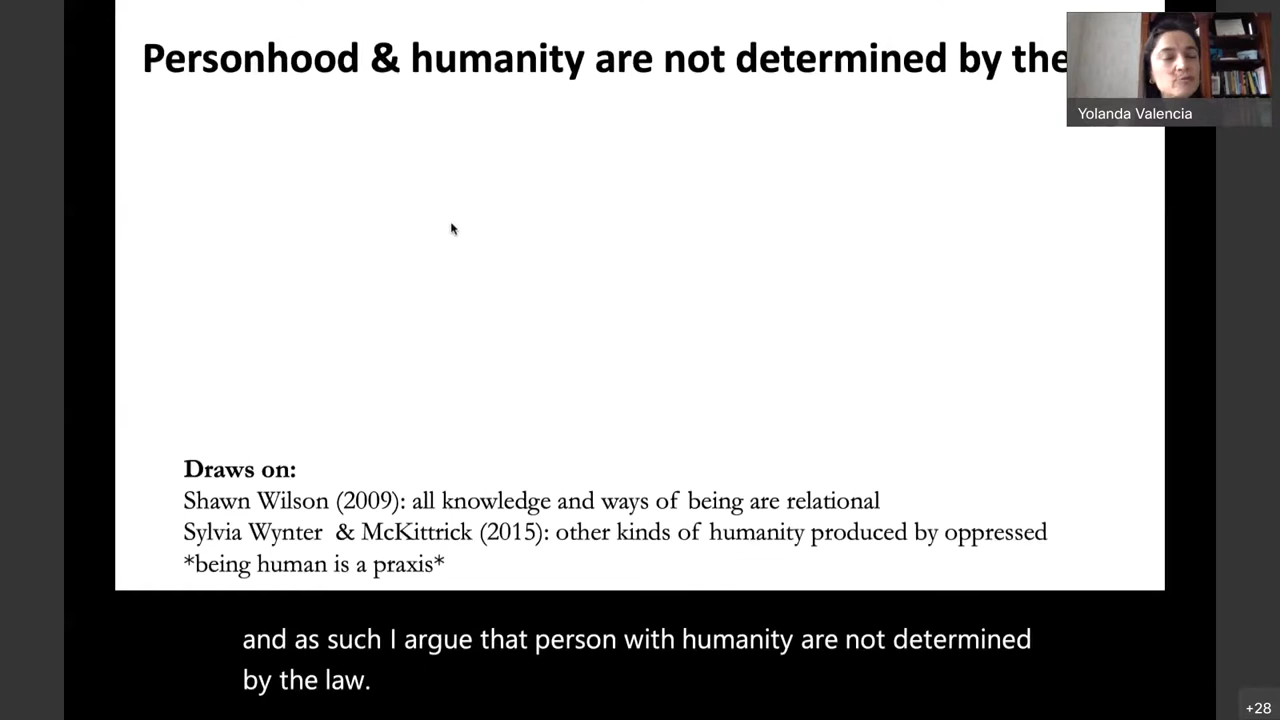 Personhood & humanity are not determined by the
Yolanda Valencia
Draws on:
Shawn Wilson (2009): all knowledge and ways of being are relational
Sylvia Wynter & McKittrick (2015): other kinds of humanity produced by oppressed
*being human is a praxis*
and as such I argue that person with humanity are not determined
by the law.
+28